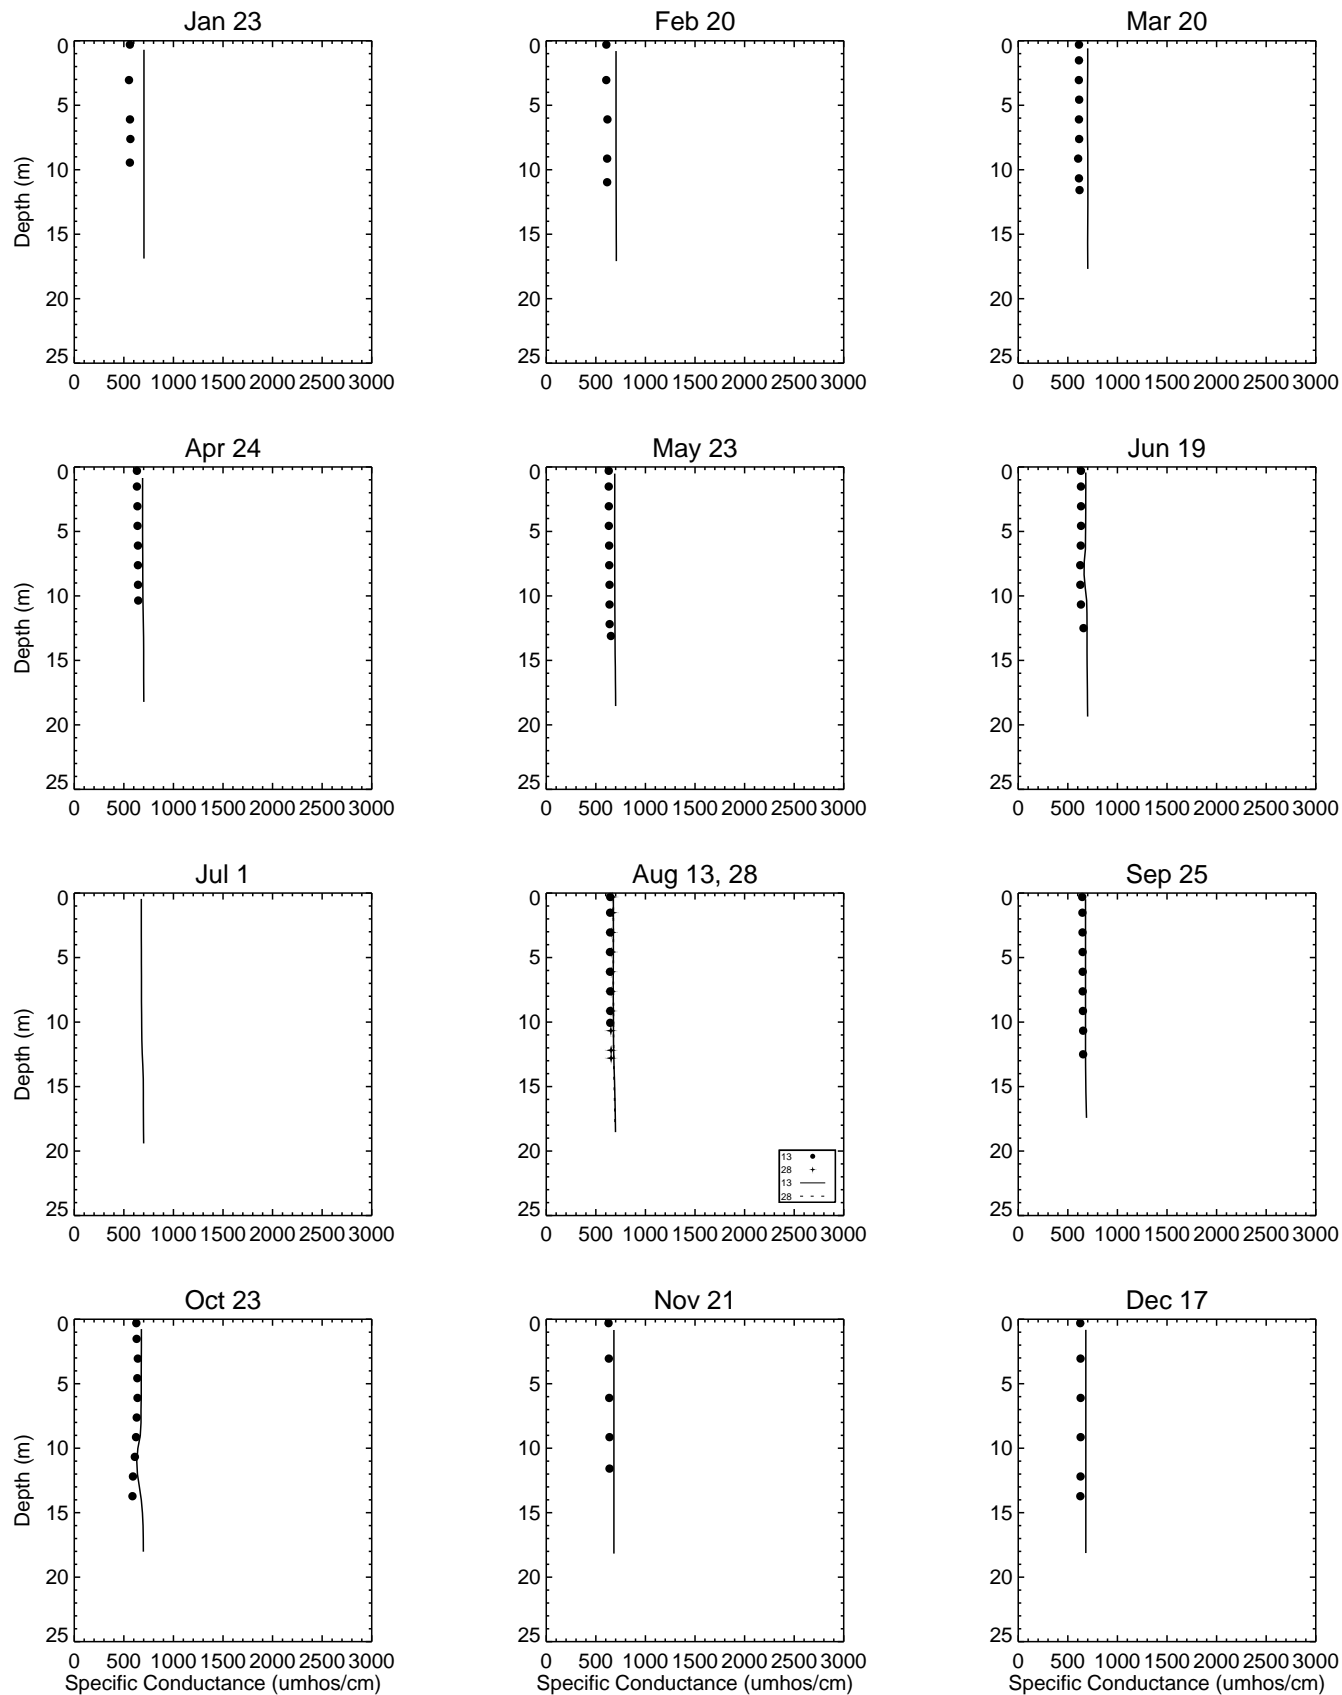 Jan 23
Feb 20
Mar 20
0 0 0
5 5 5
10 10 10
15 15 15
20 20 20
25 25 25
Depth (m)
0 500 1000 1500 2000 2500 3000
0 500 1000 1500 2000 2500 3000
0 500 1000 1500 2000 2500 3000
Apr 24
May 23
Jun 19
0 0 0
5 5 5
10 10 10
15 15 15
20 20 20
25 25 25
Depth (m)
0 500 1000 1500 2000 2500 3000
0 500 1000 1500 2000 2500 3000
0 500 1000 1500 2000 2500 3000
Jul 1
Aug 13, 28
Sep 25
0 0 0
5 5 5
10 10 10
15 15 15
20 20 20
25 25 25
Depth (m)
13
28
13
28
0 500 1000 1500 2000 2500 3000
0 500 1000 1500 2000 2500 3000
0 500 1000 1500 2000 2500 3000
Oct 23
Nov 21
Dec 17
0 0 0
5 5 5
10 10 10
15 15 15
20 20 20
25 25 25
Depth (m)
0 500 1000 1500 2000 2500 3000
0 500 1000 1500 2000 2500 3000
0 500 1000 1500 2000 2500 3000
Specific Conductance (umhos/cm)
Specific Conductance (umhos/cm)
Specific Conductance (umhos/cm)